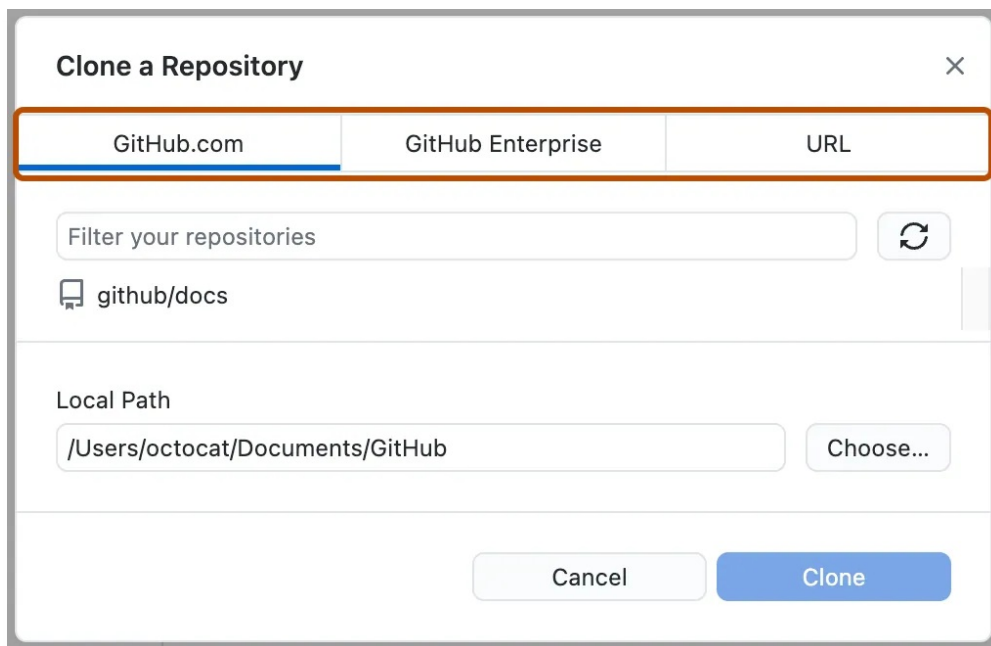 Clone a Repository
GitHub.com GitHub Enterprise URL
Filter your repositories
github/docs
Local Path
/Users/octocat/Documents/GitHub Choose...
Cancel Clone